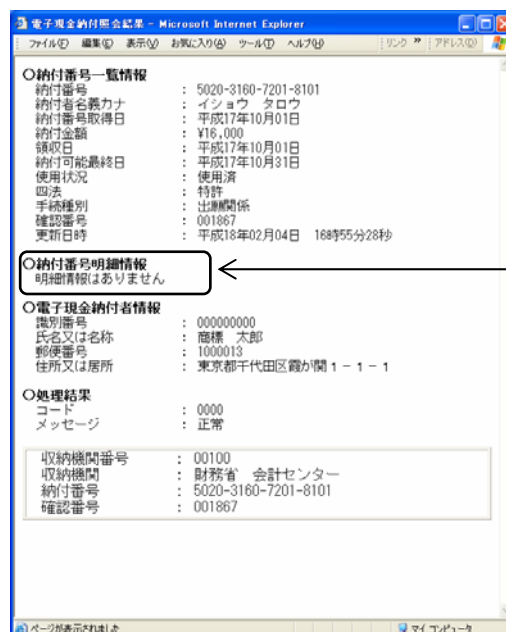 電子現金納付照会結果 - Microsoft Internet Explorer
ファイル(F) 編集(E) 表示(V) お気に入り(A) ツール(T) ヘルプ(H) リンク » アドレス(D)
○納付番号一覧情報
納付番号 : 5020-3160-7201-8101
納付者名義カナ : イショウ タロウ
納付番号取得日 : 平成17年10月01日
納付金額 : ¥16,000
領収日 : 平成17年10月01日
納付可能最終日 : 平成17年10月31日
使用状況 : 使用済
四法 : 特許
手続種別 : 出願関係
確認番号 : 001867
更新日時 : 平成18年02月04日 16時55分28秒
○納付番号明細情報
明細情報はありません
○電子現金納付者情報
識別番号 : 000000000
氏名又は名称 : 商標 太郎
郵便番号 : 1000013
住所又は居所 : 東京都千代田区霞が関1-1-1
○処理結果
コード : 0000
メッセージ : 正常
収納機関番号 : 00100
収納機関 : 財務省 会計センター
納付番号 : 5020-3160-7201-8101
確認番号 : 001867
ページが表示されました マイ コンピュータ